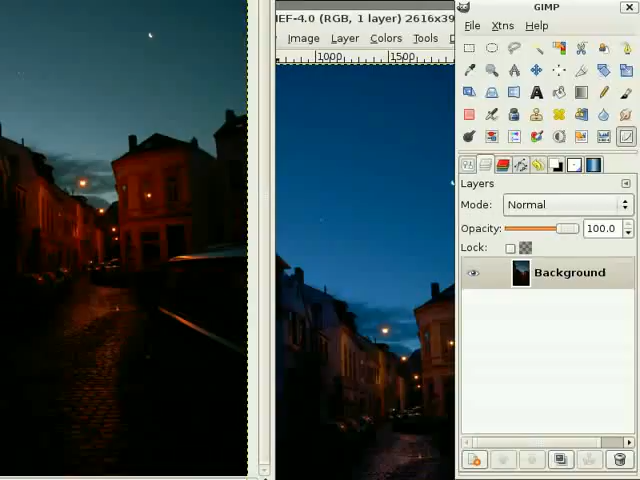 GIMP
IEF-4.0 (RGB, 1 layer) 2616x39
File Xtns Help
Image Layer Colors Tools D
1000 1500
Layers
Mode: Normal
Opacity: 100.0
Lock:
Background